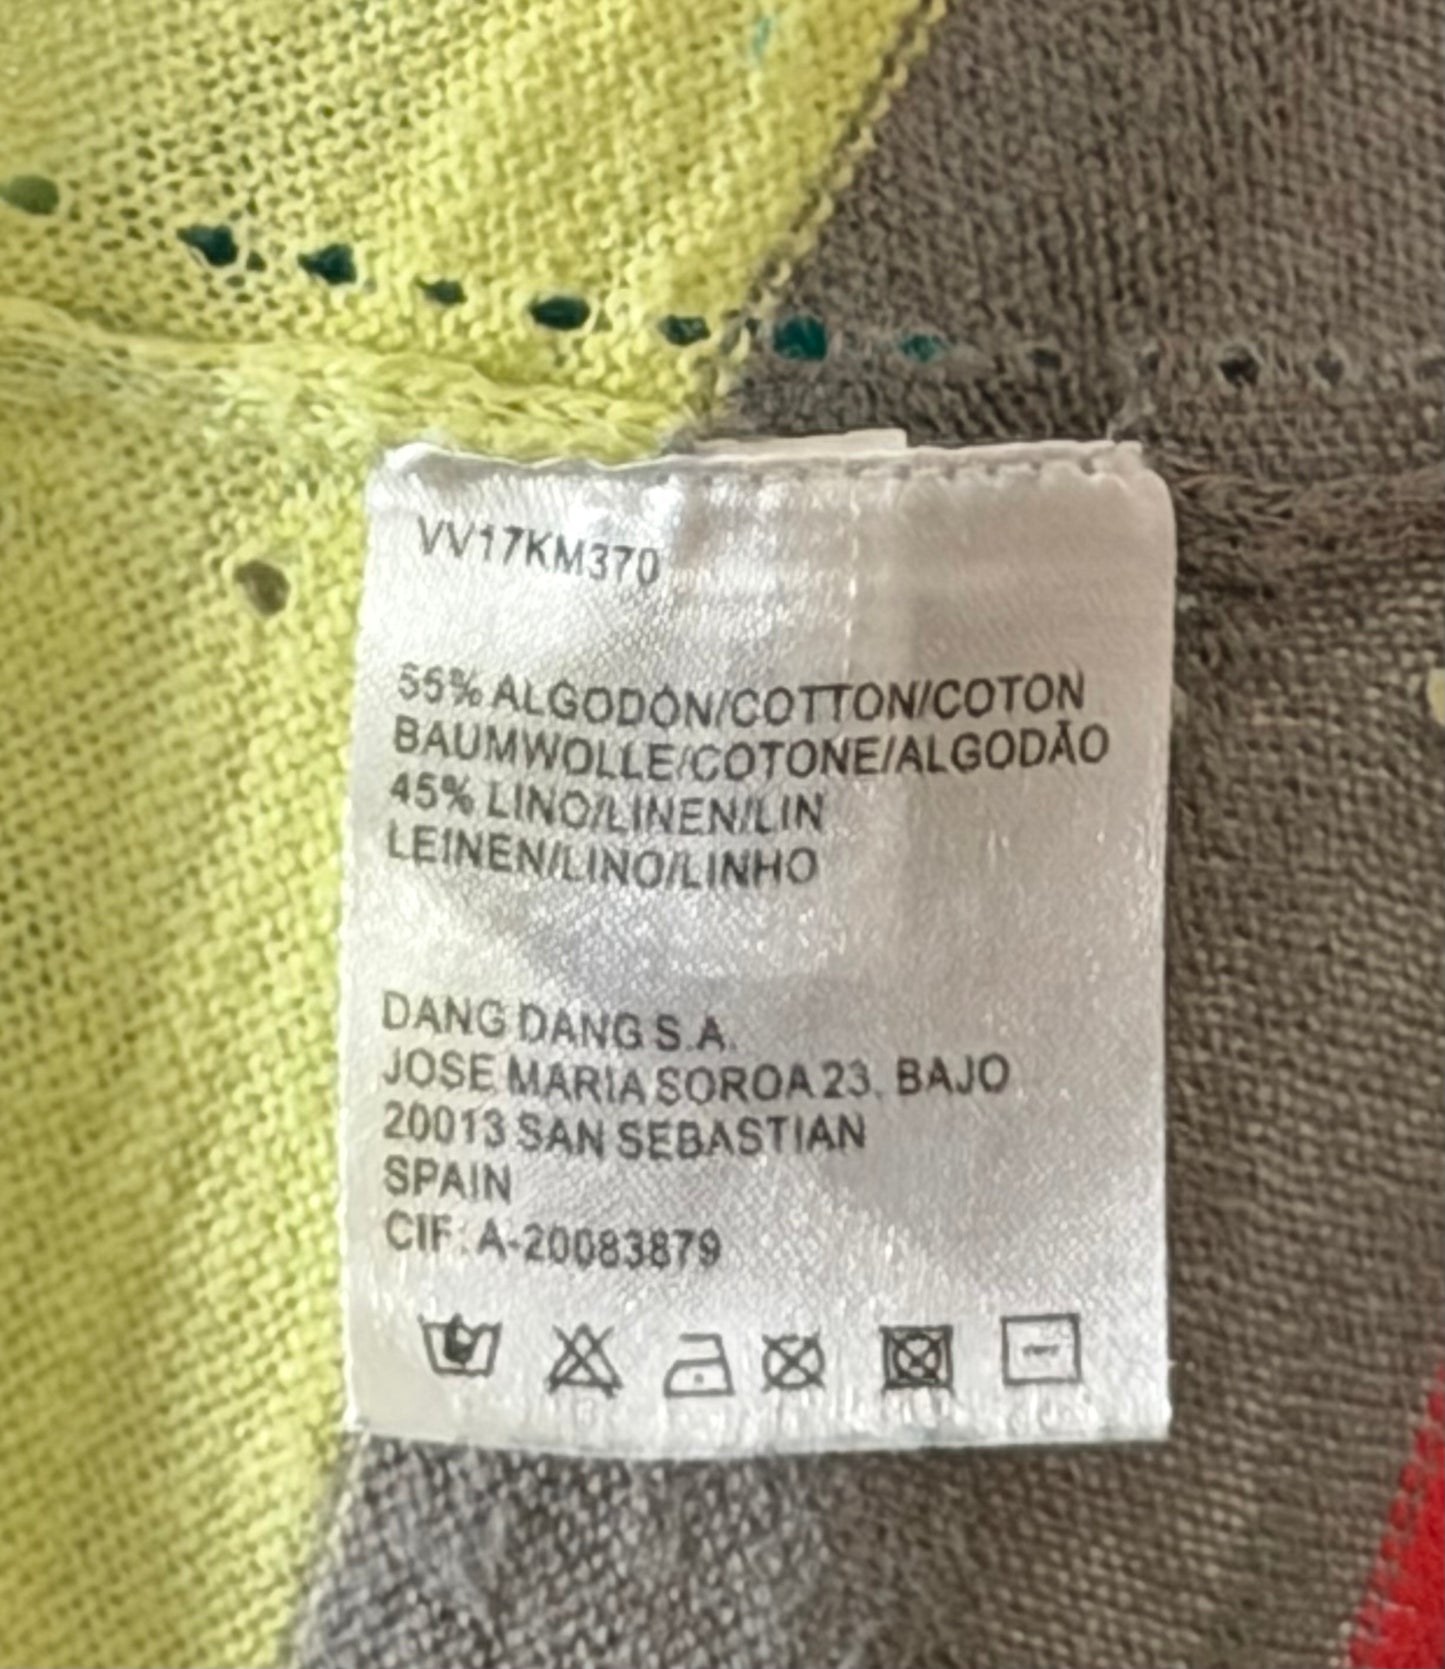 VV17KM370
55% ALGODÓN/COTTON/COTON
BAUMWOLLE/COTONE/ALGODÃO
45% LINO/LINEN/LIN
LEINEN/LINO/LINHO
DANG DANG S.A.
JOSE MARIA SOROA 23. BAJO
20013 SAN SEBASTIAN
SPAIN
CIF: A-20083879